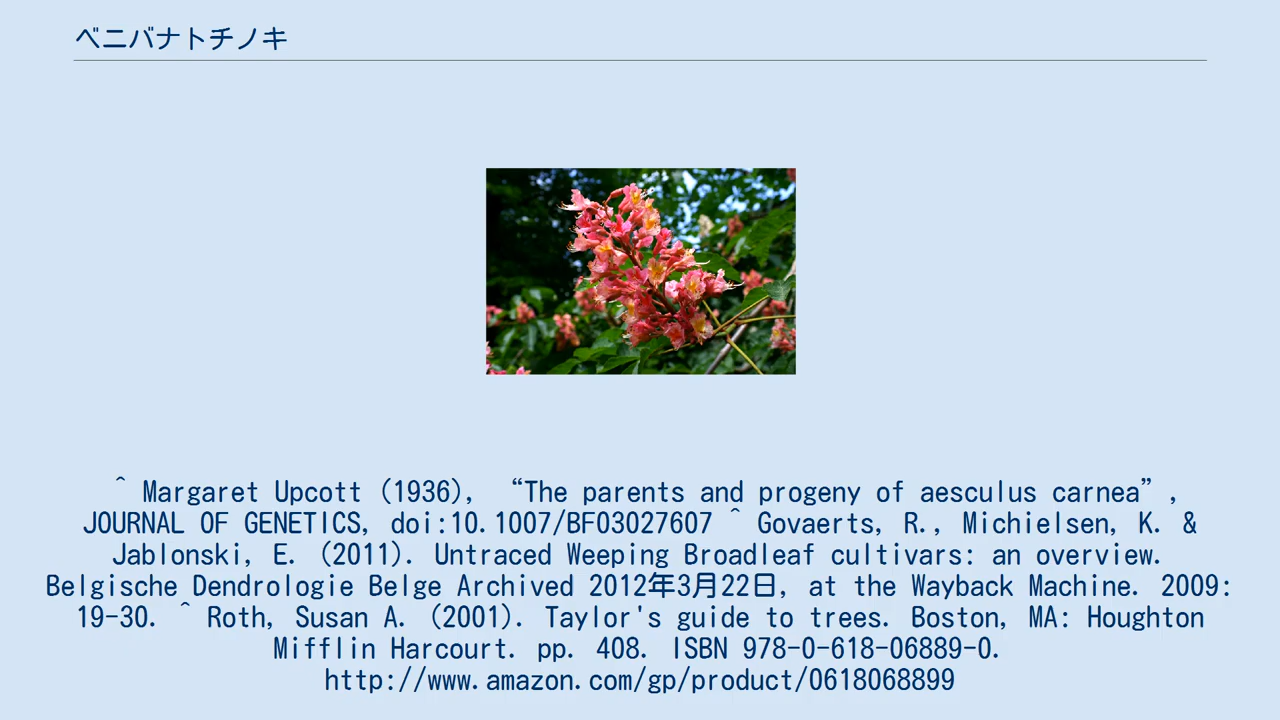 ベニバナトチノキ
^ Margaret Upcott (1936), “The parents and progeny of aesculus carnea”,
JOURNAL OF GENETICS, doi:10.1007/BF03027607 ^ Govaerts, R., Michielsen, K. &
Jablonski, E. (2011). Untraced Weeping Broadleaf cultivars: an overview.
Belgische Dendrologie Belge Archived 2012年3月22日, at the Wayback Machine. 2009:
19-30. ^ Roth, Susan A. (2001). Taylor's guide to trees. Boston, MA: Houghton
Mifflin Harcourt. pp. 408. ISBN 978-0-618-06889-0.
http://www.amazon.com/gp/product/0618068899